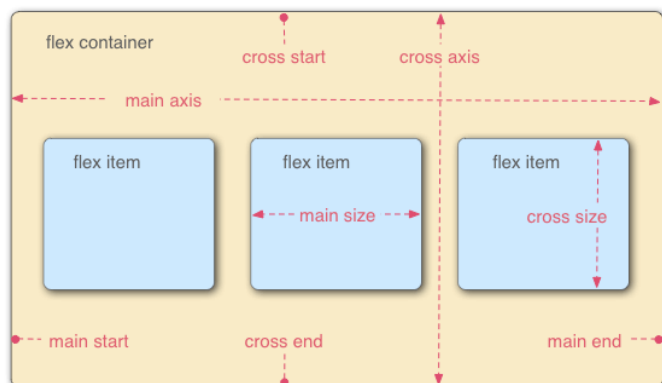 flex container
cross start
cross axis
main axis
flex item
flex item
flex item
main size
cross size
main start
cross end
main end